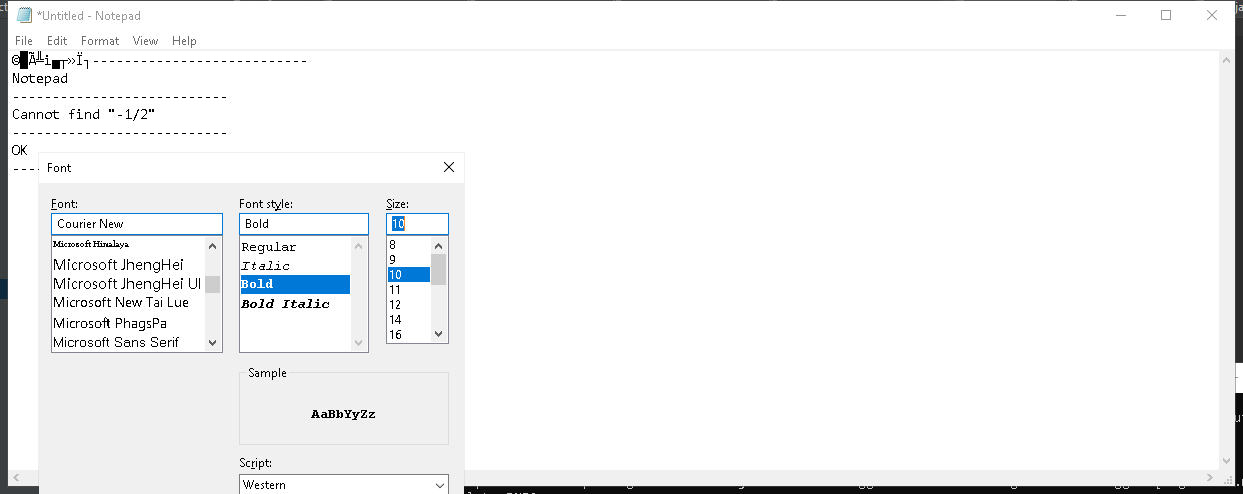 *Untitled - Notepad
File Edit Format View Help
©█Ã╩i▄┬»Ï┐---------------------------
Notepad
---------------------------
Cannot find "-1/2"
---------------------------
OK
----
Font
Font: Font style: Size:
Courier New Bold 10
Microsoft Himalaya Regular 8
Microsoft JhengHei Italic 9
Microsoft JhengHei UI Bold 10
Microsoft New Tai Lue Bold Italic 11
Microsoft PhagsPa 12
Microsoft Sans Serif 14
16
Sample
AaBbYyZz
Script:
Western